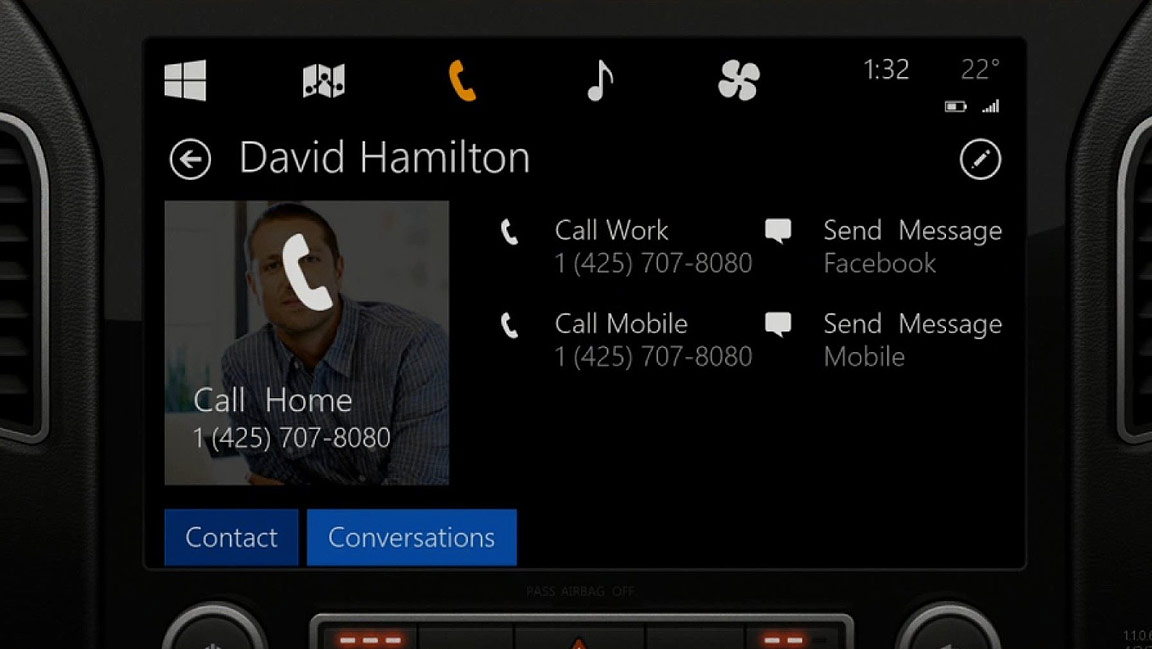 1:32
22°
David Hamilton
Call Work
1 (425) 707-8080
Send Message
Facebook
Call Mobile
1 (425) 707-8080
Send Message
Mobile
Call Home
1 (425) 707-8080
Contact
Conversations
PASS AIRBAG OFF